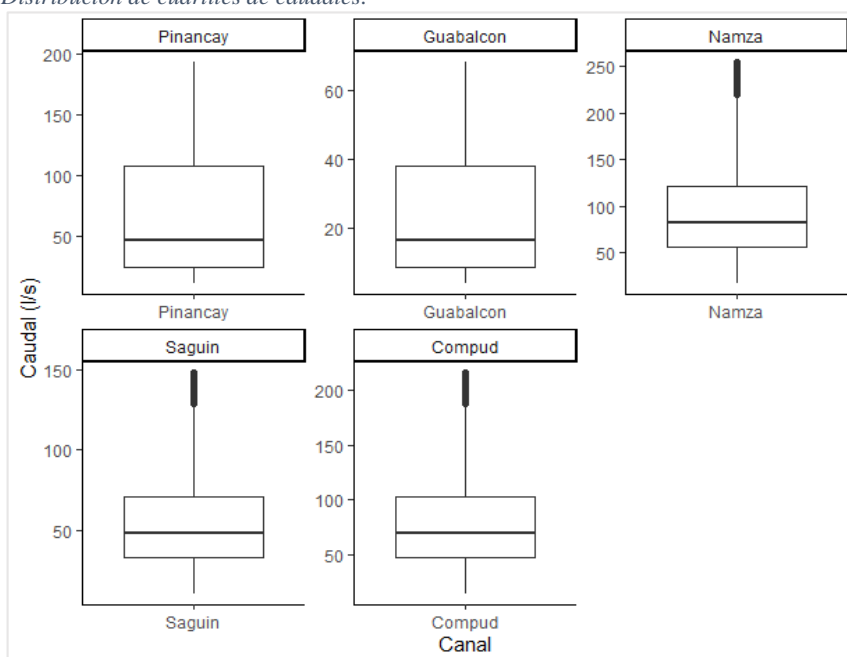 Distribución de cuartiles de caudales.
Pinancay
Guabalcon
Namza
200
150
100
50
60
40
20
250
200
150
100
50
Pinancay
Guabalcon
Namza
Caudal (l/s)
Saguin
Compud
150
100
50
200
150
100
50
Saguin
Compud
Canal